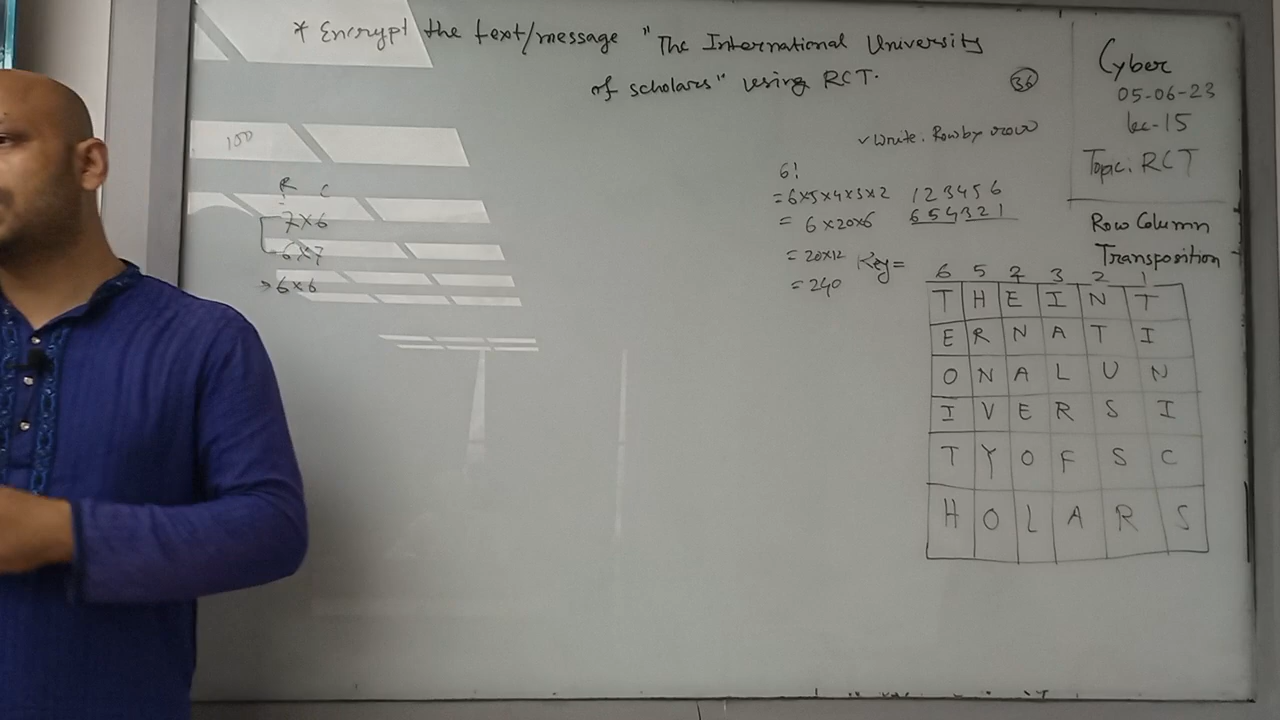 * Encrypt the text/message "The International University
of scholars" using RCT.
36
Cyber
05-06-23
Lec-15
Topic: RCT
Row Column
Transposition
100
R C
7×6
6×7
→ 6×6
✓ Write. Row by row
6!
= 6×5×4×3×2
= 6×20×6
= 20×12
= 240
1 2 3 4 5 6
6 5 4 3 2 1
Key = 6 5 4 3 2 1
T H E I N T
E R N A T I
O N A L U N
I V E R S I
T Y O F S C
H O L A R S